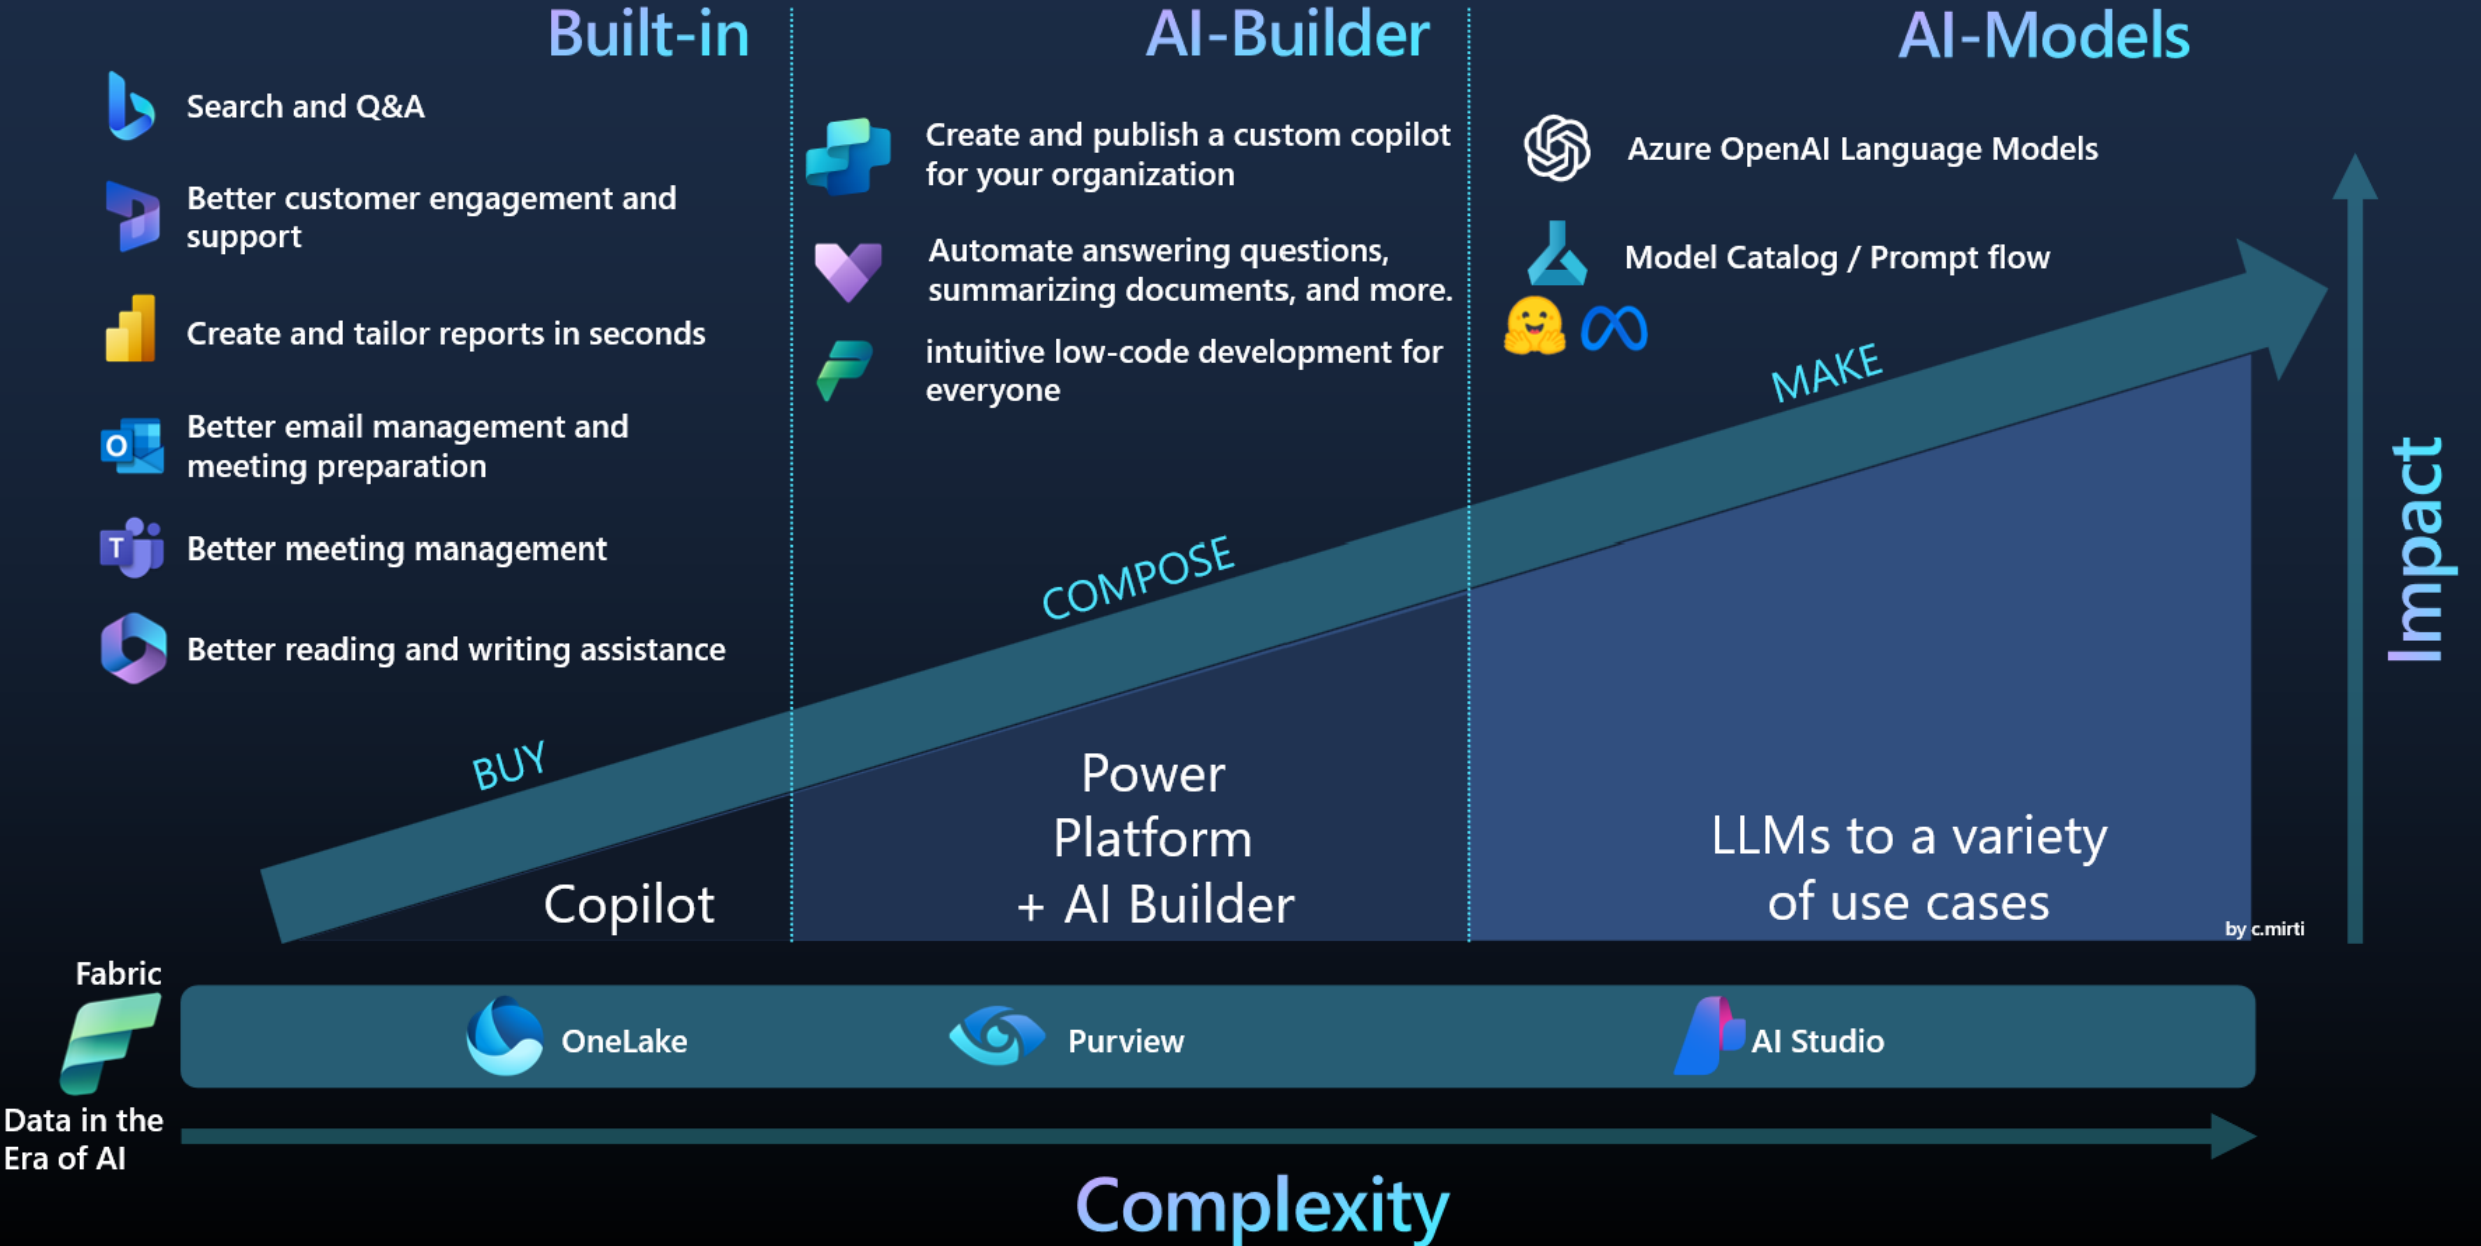 Built-in
Search and Q&A
Better customer engagement and
support
Create and tailor reports in seconds
O
Better email management and
meeting preparation
T
Better meeting management
Better reading and writing assistance
AI-Builder
Create and publish a custom copilot
for your organization
Automate answering questions,
summarizing documents, and more.
intuitive low-code development for
everyone
AI-Models
Azure OpenAI Language Models
Model Catalog / Prompt flow
BUY
COMPOSE
MAKE
Impact
Copilot
Power
Platform
+ AI Builder
LLMs to a variety
of use cases
by c.mirti
Fabric
OneLake
Purview
AI Studio
Data in the
Era of AI
Complexity